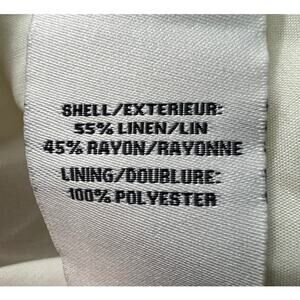 SHELL/EXTERIEUR:
55% LINEN/LIN
45% RAYON/RAYONNE
LINING/DOUBLURE:
100% POLYESTER